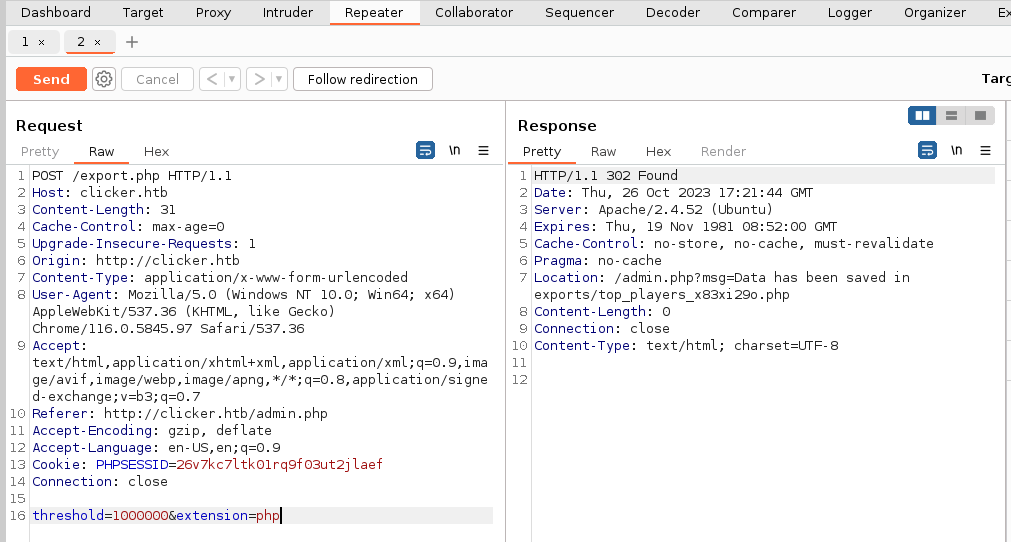 Dashboard Target Proxy Intruder Repeater Collaborator Sequencer Decoder Comparer Logger Organizer Ex
1 × 2 × +
Send Cancel < > Follow redirection Targ
Request
Pretty Raw Hex \n
1 POST /export.php HTTP/1.1
2 Host: clicker.htb
3 Content-Length: 31
4 Cache-Control: max-age=0
5 Upgrade-Insecure-Requests: 1
6 Origin: http://clicker.htb
7 Content-Type: application/x-www-form-urlencoded
8 User-Agent: Mozilla/5.0 (Windows NT 10.0; Win64; x64)
AppleWebKit/537.36 (KHTML, like Gecko)
Chrome/116.0.5845.97 Safari/537.36
9 Accept:
text/html,application/xhtml+xml,application/xml;q=0.9,ima
ge/avif,image/webp,image/apng,*/*;q=0.8,application/signe
d-exchange;v=b3;q=0.7
10 Referer: http://clicker.htb/admin.php
11 Accept-Encoding: gzip, deflate
12 Accept-Language: en-US,en;q=0.9
13 Cookie: PHPSESSID=26v7kc7ltk01rq9f03ut2jlaef
14 Connection: close
15
16 threshold=1000000&extension=php
Response
Pretty Raw Hex Render \n
1 HTTP/1.1 302 Found
2 Date: Thu, 26 Oct 2023 17:21:44 GMT
3 Server: Apache/2.4.52 (Ubuntu)
4 Expires: Thu, 19 Nov 1981 08:52:00 GMT
5 Cache-Control: no-store, no-cache, must-revalidate
6 Pragma: no-cache
7 Location: /admin.php?msg=Data has been saved in
exports/top_players_x83xi29o.php
8 Content-Length: 0
9 Connection: close
10 Content-Type: text/html; charset=UTF-8
11
12